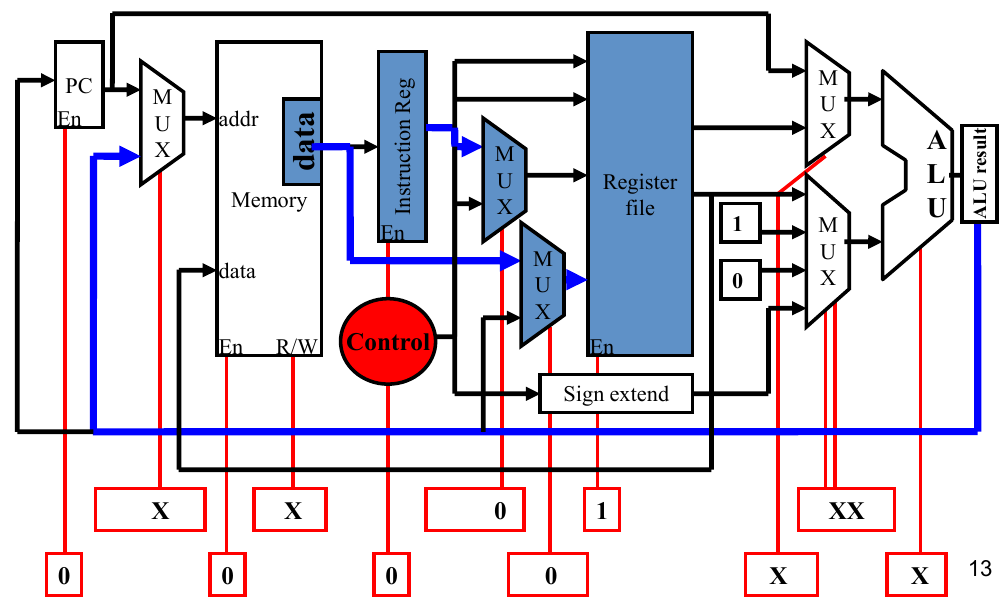 PC
En
M
U
X
addr
data
Memory
data
En
R/W
Instruction Reg
En
Control
M
U
X
M
U
X
Register
file
En
Sign extend
1
0
M
U
X
M
U
X
A
L
U
ALU result
X
X
0
1
XX
0
0
0
0
X
X
13